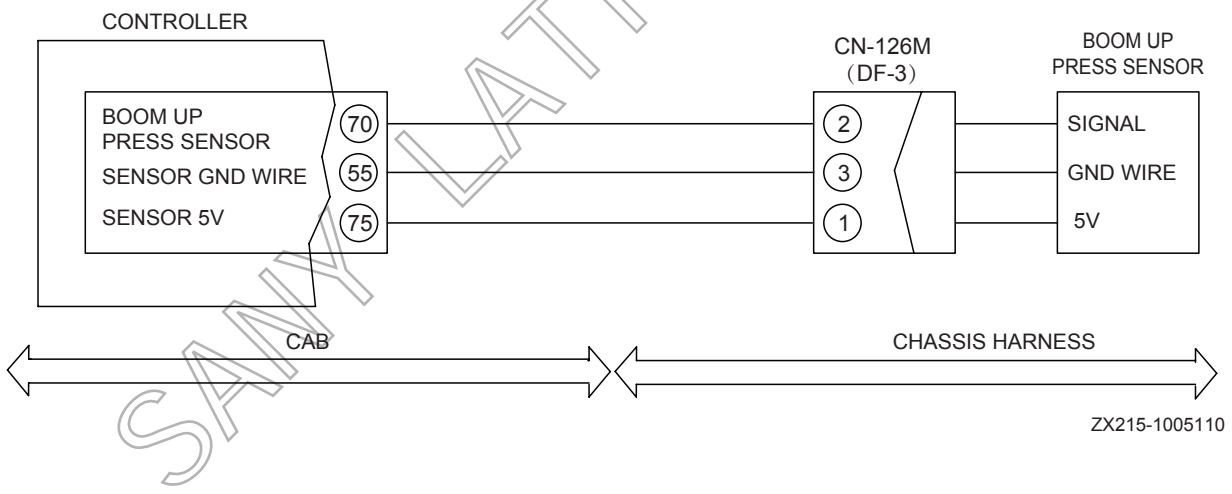 CONTROLLER
CN-126M
（DF-3）
BOOM UP
PRESS SENSOR
BOOM UP
PRESS SENSOR
70
2
SIGNAL
SENSOR GND WIRE
55
3
GND WIRE
SENSOR 5V
75
1
5V
CAB
CHASSIS HARNESS
ZX215-1005110
SANY LATT